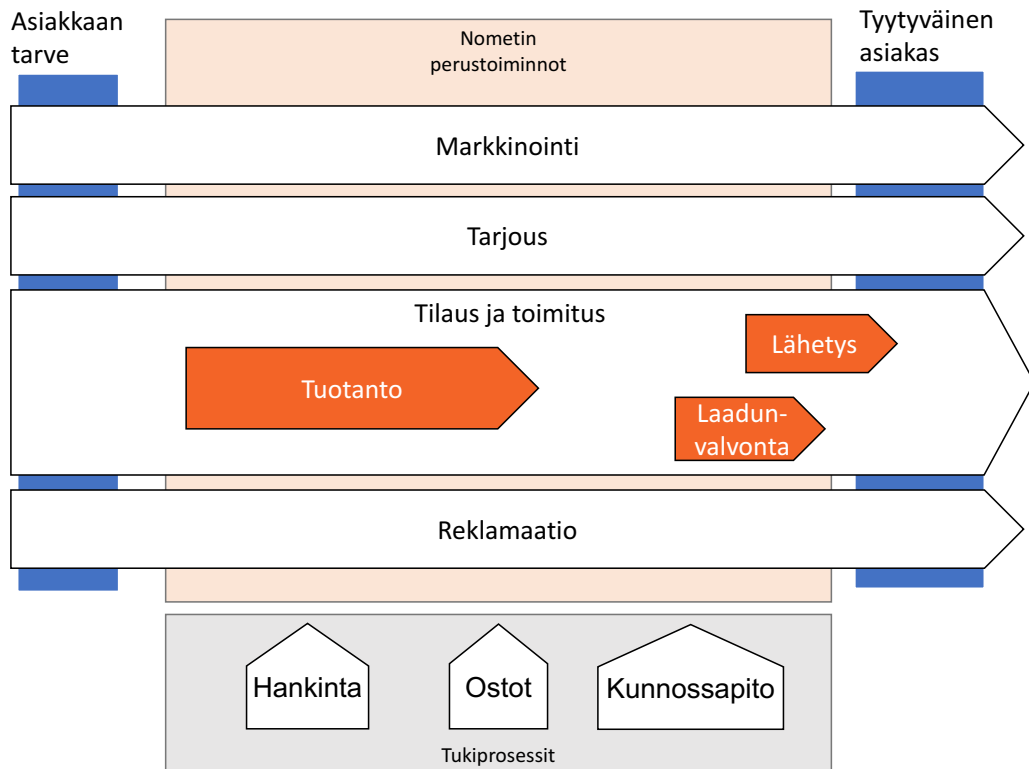 Asiakkaan
tarve
Nometin
perustoiminnot
Tyytyväinen
asiakas
Markkinointi
Tarjous
Tilaus ja toimitus
Lähetys
Tuotanto
Laadun-
valvonta
Reklamaatio
Hankinta
Ostot
Kunnossapito
Tukiprosessit